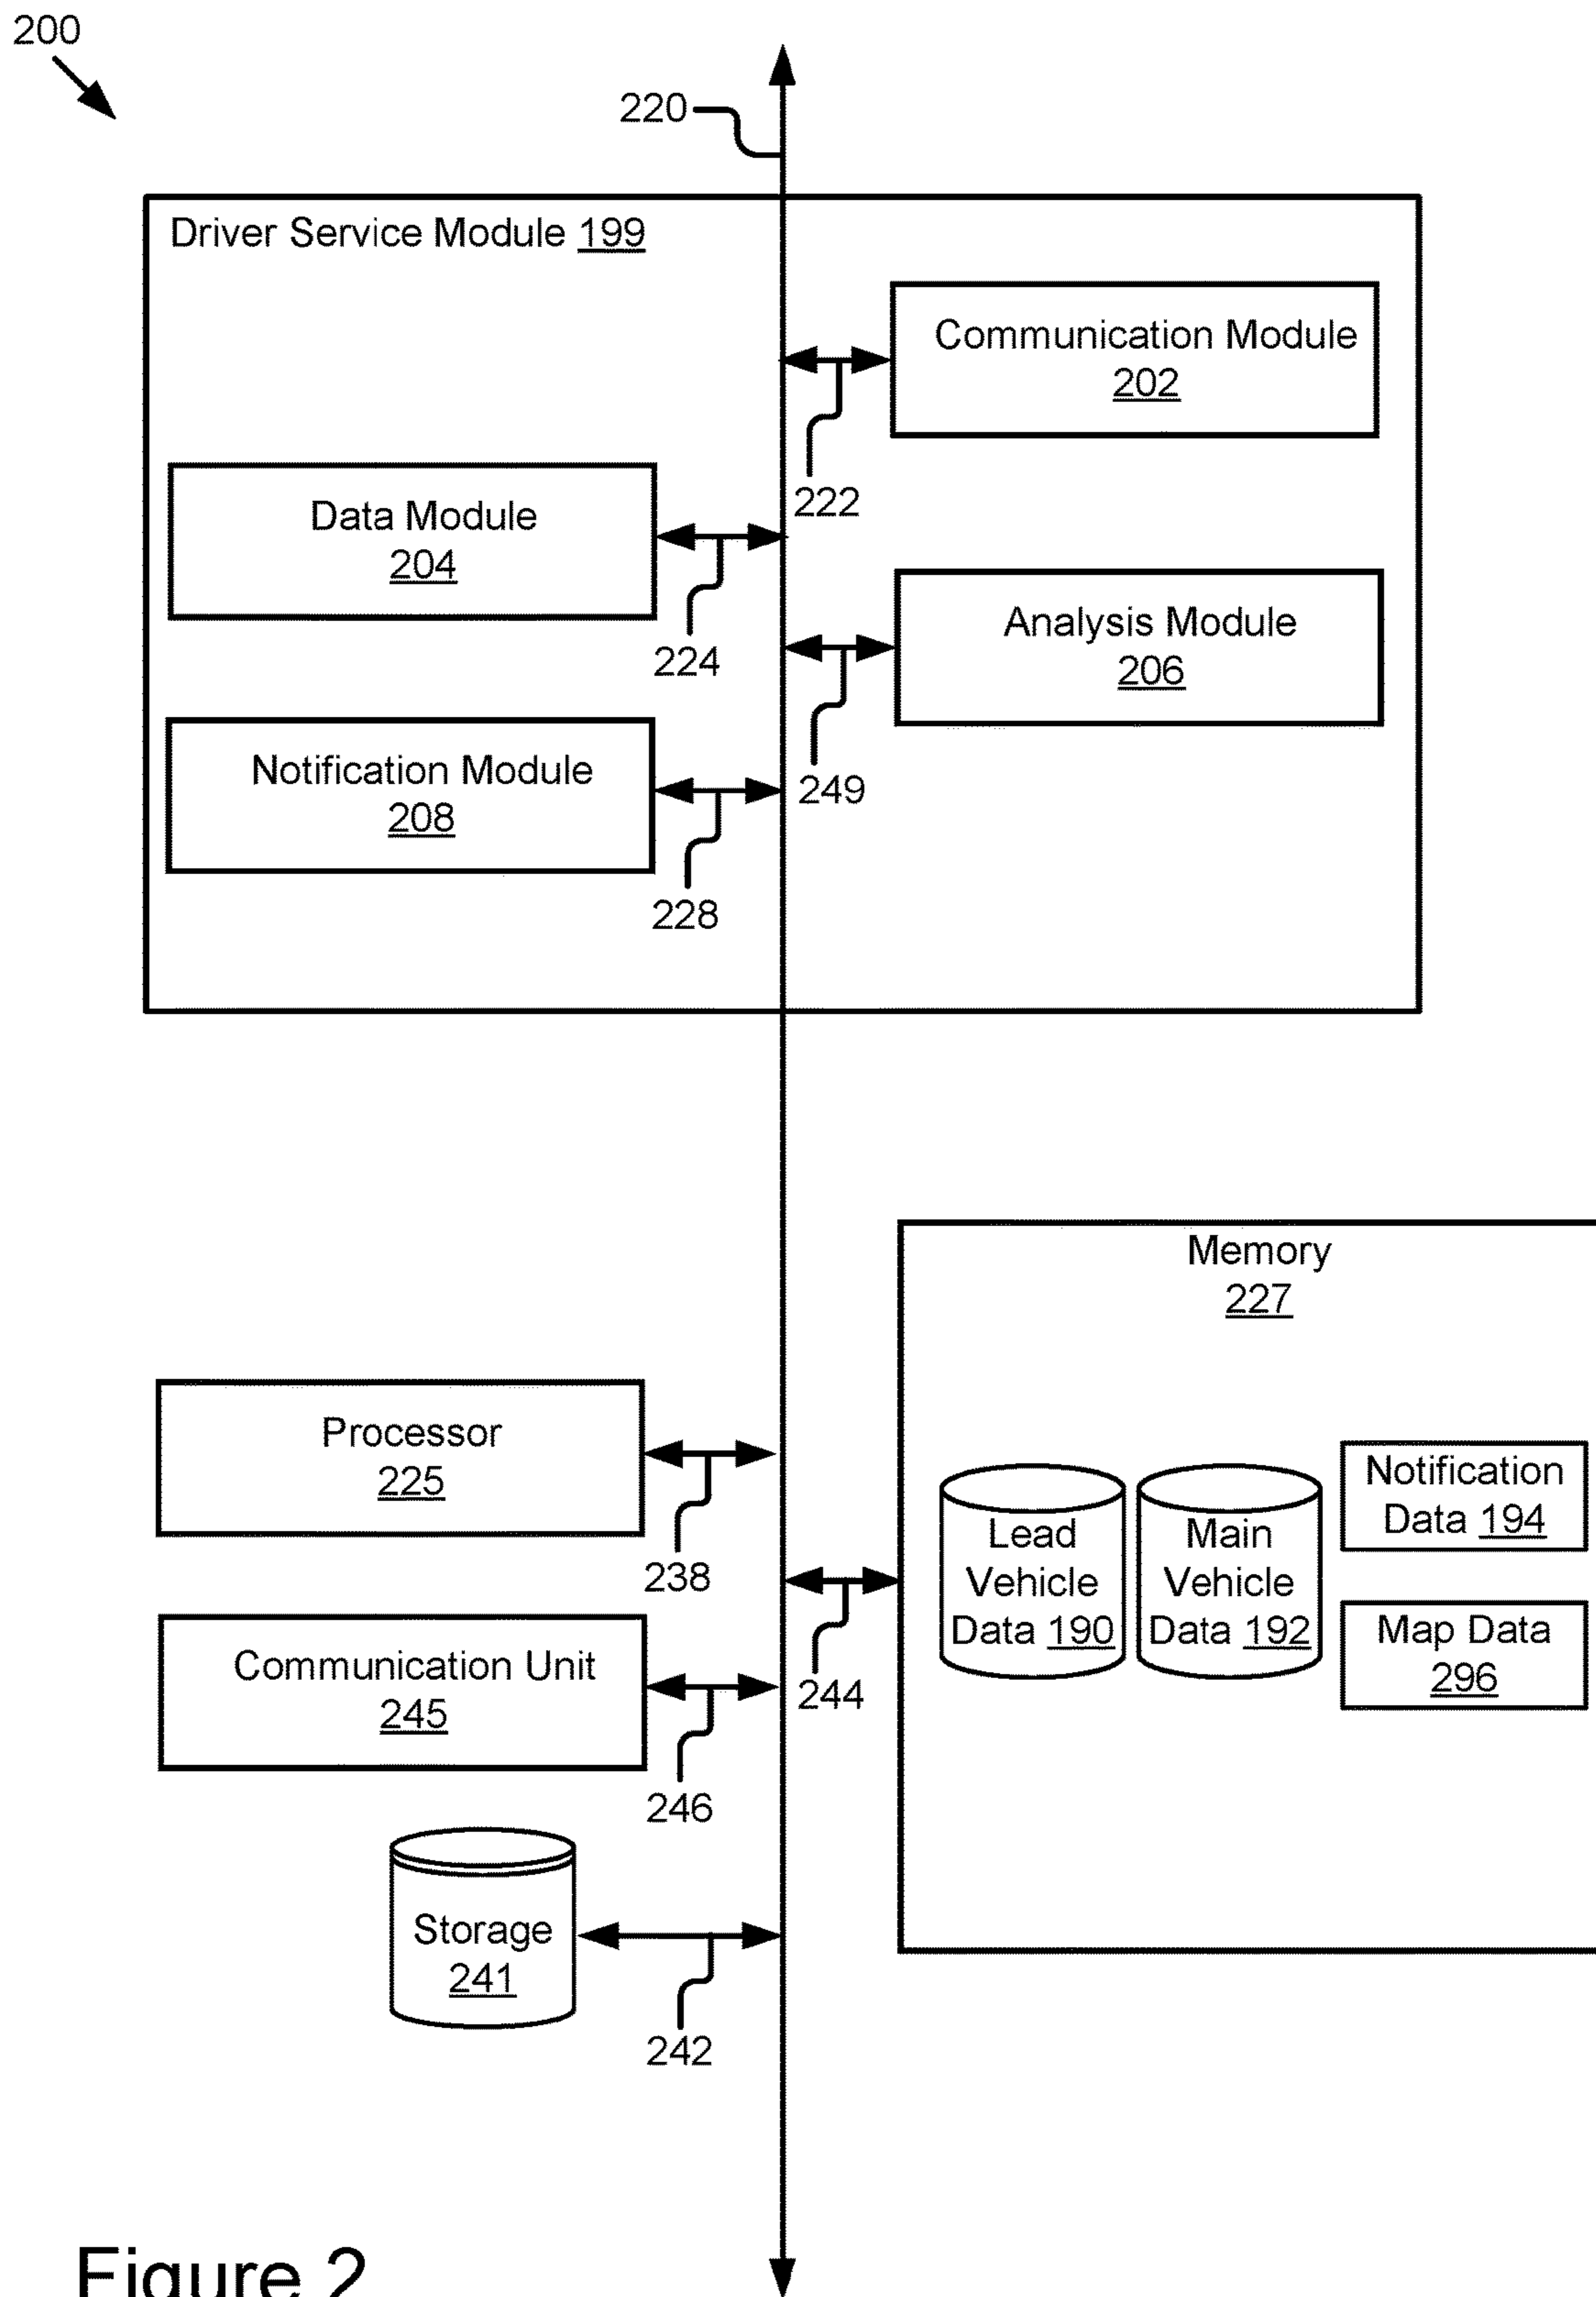 200
220
Driver Service Module 199
Communication Module
202
222
Data Module
204
224
Analysis Module
206
249
Notification Module
208
228
Memory
227
Processor
225
238
Notification
Data 194
Lead
Vehicle
Data 190
Main
Vehicle
Data 192
Map Data
296
244
Communication Unit
245
246
Storage
241
242
Figure 2